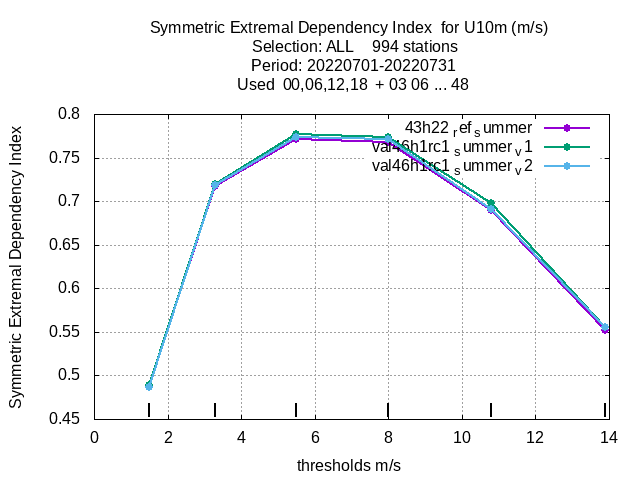 Symmetric Extremal Dependency Index  for U10m (m/s)
Selection: ALL    994 stations
Period: 20220701-20220731
Used  00,06,12,18  + 03 06 ... 48
43h22 ref summer
val46h1rc1 summer v1
val46h1rc1 summer v2
Symmetric Extremal Dependency Index
0.8
0.75
0.7
0.65
0.6
0.55
0.5
0.45
0 2 4 6 8 10 12 14
thresholds m/s